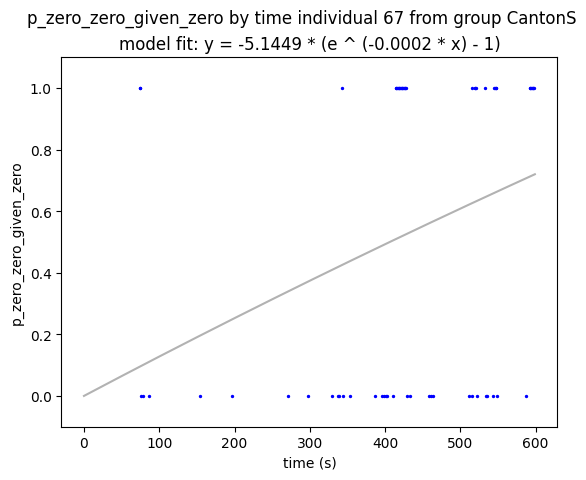 p_zero_zero_given_zero by time individual 67 from group CantonS
model fit: y = -5.1449 * (e ^ (-0.0002 * x) - 1)
1.0
0.8
0.6
0.4
0.2
0.0
p_zero_zero_given_zero
0 100 200 300 400 500 600
time (s)